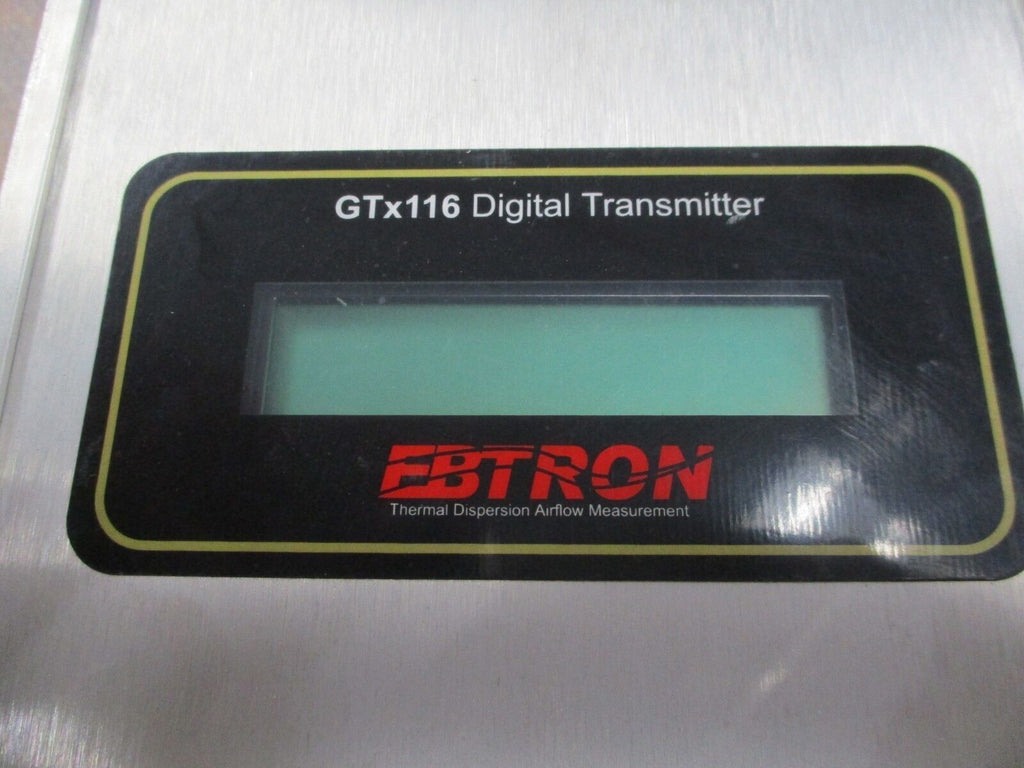 GTx116 Digital Transmitter
EBTRON
Thermal Dispersion Airflow Measurement